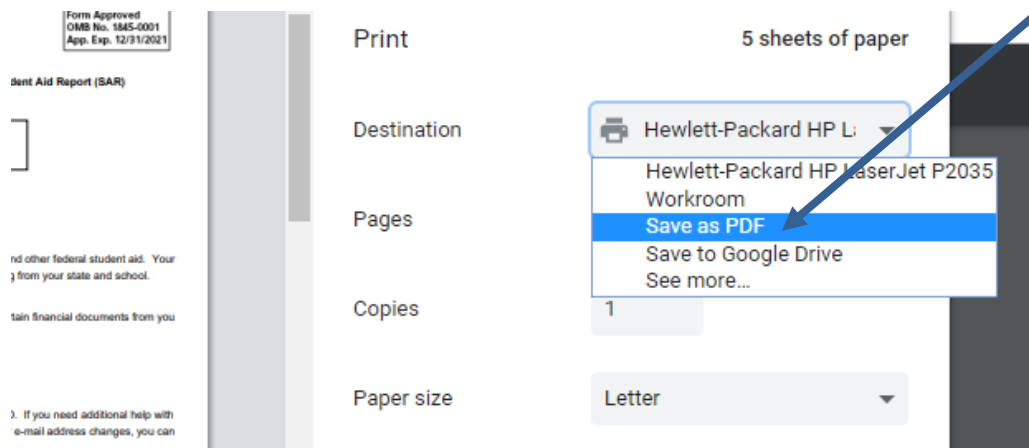 Form Approved
OMB No. 1845-0001
App. Exp. 12/31/2021
dent Aid Report (SAR)
nd other federal student aid. Your
g from your state and school.
tain financial documents from you
). If you need additional help with
e-mail address changes, you can
Print
5 sheets of paper
Destination
Hewlett-Packard HP La
Hewlett-Packard HP LaserJet P2035
Workroom
Pages
Save as PDF
Save to Google Drive
See more...
Copies
1
Paper size
Letter